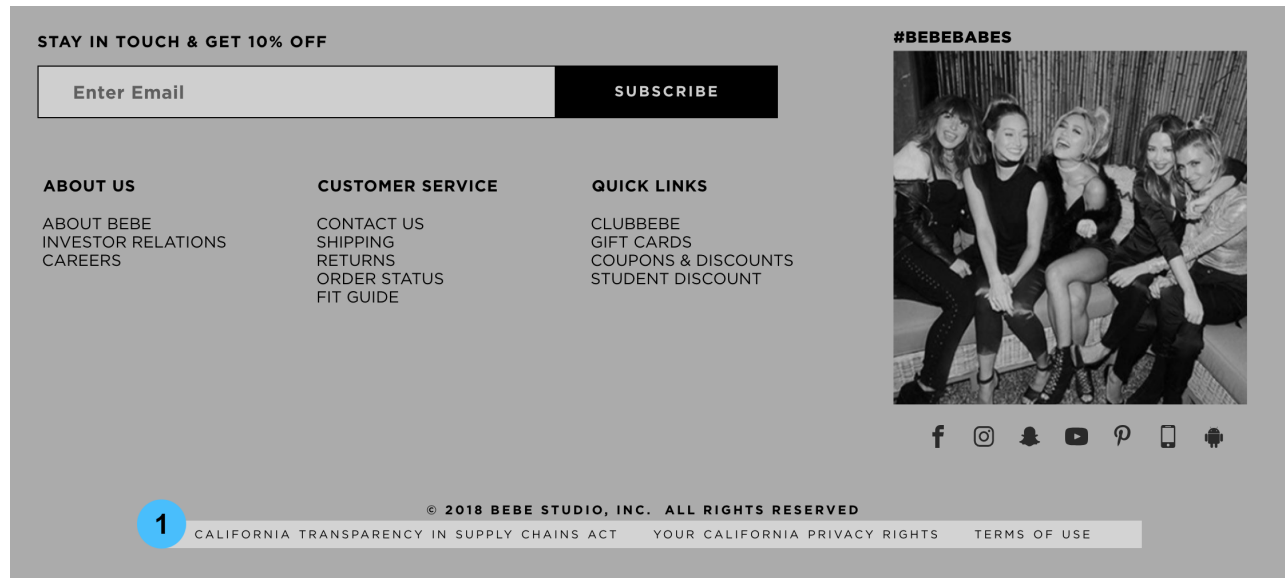 STAY IN TOUCH & GET 10% OFF
Enter Email
SUBSCRIBE
ABOUT US
ABOUT BEBE
INVESTOR RELATIONS
CAREERS
CUSTOMER SERVICE
CONTACT US
SHIPPING
RETURNS
ORDER STATUS
FIT GUIDE
QUICK LINKS
CLUBBEBE
GIFT CARDS
COUPONS & DISCOUNTS
STUDENT DISCOUNT
#BEBEBABES
© 2018 BEBE STUDIO, INC. ALL RIGHTS RESERVED
1
CALIFORNIA TRANSPARENCY IN SUPPLY CHAINS ACT YOUR CALIFORNIA PRIVACY RIGHTS TERMS OF USE